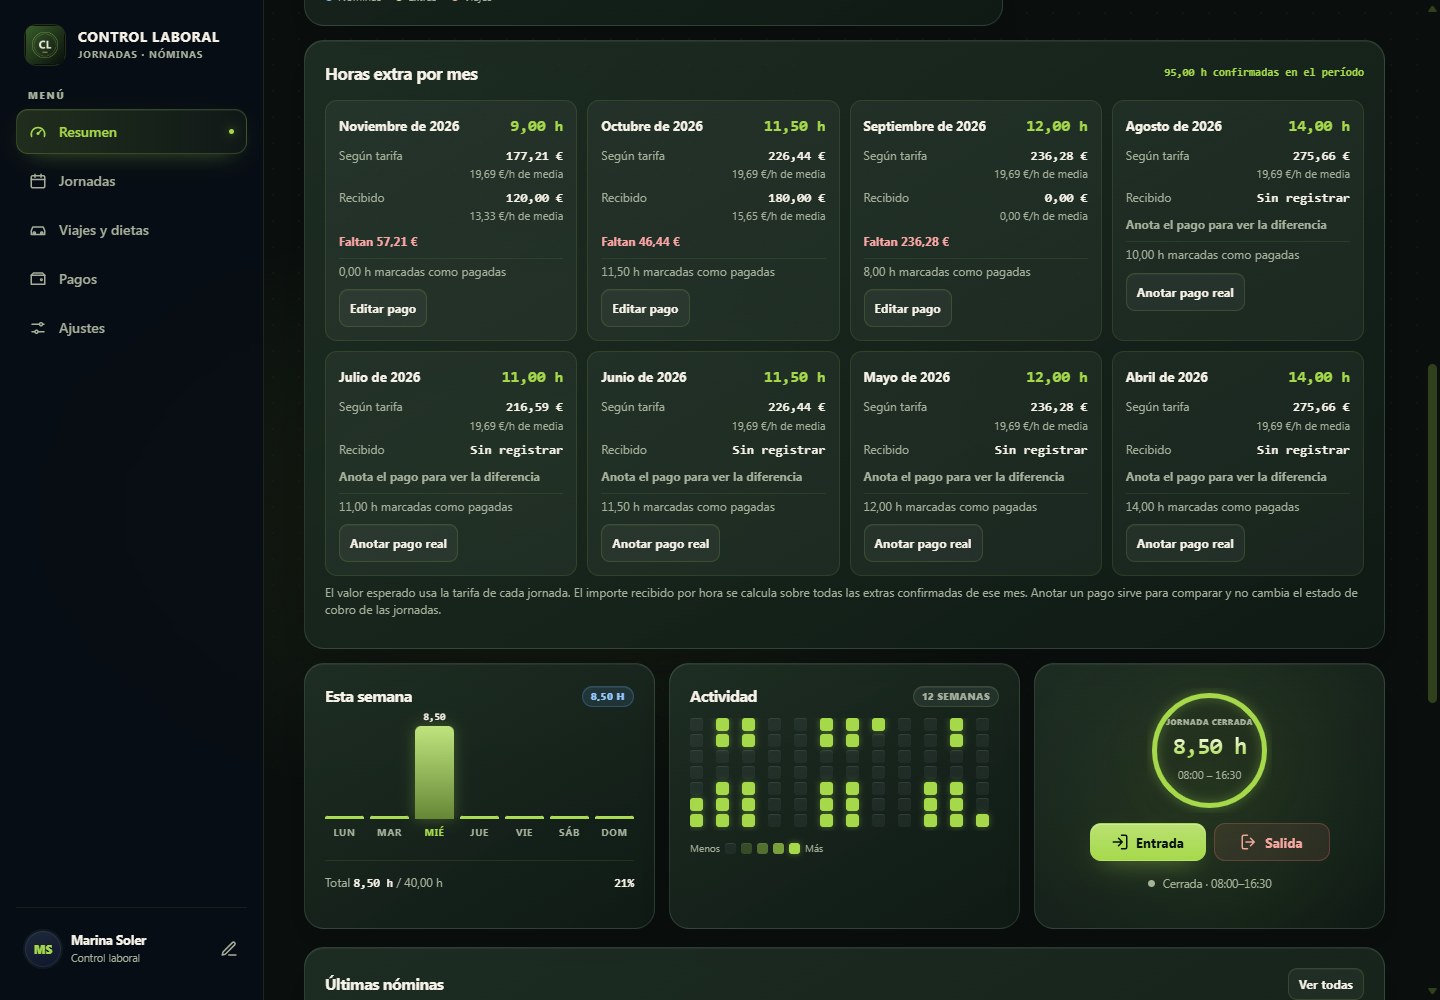 CONTROL LABORAL
JORNADAS · NÓMINAS
MENÚ
Resumen
Jornadas
Viajes y dietas
Pagos
Ajustes
MS
Marina Soler
Control laboral
Horas extra por mes
95,00 h confirmadas en el período
Noviembre de 2026 9,00 h
Según tarifa 177,21 €
19,69 €/h de media
Recibido 120,00 €
13,33 €/h de media
Faltan 57,21 €
0,00 h marcadas como pagadas
Editar pago
Octubre de 2026 11,50 h
Según tarifa 226,44 €
19,69 €/h de media
Recibido 180,00 €
15,65 €/h de media
Faltan 46,44 €
11,50 h marcadas como pagadas
Editar pago
Septiembre de 2026 12,00 h
Según tarifa 236,28 €
19,69 €/h de media
Recibido 0,00 €
0,00 €/h de media
Faltan 236,28 €
8,00 h marcadas como pagadas
Editar pago
Agosto de 2026 14,00 h
Según tarifa 275,66 €
19,69 €/h de media
Recibido Sin registrar
Anota el pago para ver la diferencia
10,00 h marcadas como pagadas
Anotar pago real
Julio de 2026 11,00 h
Según tarifa 216,59 €
19,69 €/h de media
Recibido Sin registrar
Anota el pago para ver la diferencia
11,00 h marcadas como pagadas
Anotar pago real
Junio de 2026 11,50 h
Según tarifa 226,44 €
19,69 €/h de media
Recibido Sin registrar
Anota el pago para ver la diferencia
11,50 h marcadas como pagadas
Anotar pago real
Mayo de 2026 12,00 h
Según tarifa 236,28 €
19,69 €/h de media
Recibido Sin registrar
Anota el pago para ver la diferencia
12,00 h marcadas como pagadas
Anotar pago real
Abril de 2026 14,00 h
Según tarifa 275,66 €
19,69 €/h de media
Recibido Sin registrar
Anota el pago para ver la diferencia
14,00 h marcadas como pagadas
Anotar pago real
El valor esperado usa la tarifa de cada jornada. El importe recibido por hora se calcula sobre todas las extras confirmadas de ese mes. Anotar un pago sirve para comparar y no cambia el estado de
cobro de las jornadas.
Esta semana 8,50 H
8,50
LUN MAR MIÉ JUE VIE SÁB DOM
Total 8,50 h / 40,00 h 21%
Actividad 12 SEMANAS
Menos Más
JORNADA CERRADA
8,50 h
08:00 – 16:30
Entrada
Salida
Cerrada · 08:00–16:30
Últimas nóminas
Ver todas
CL